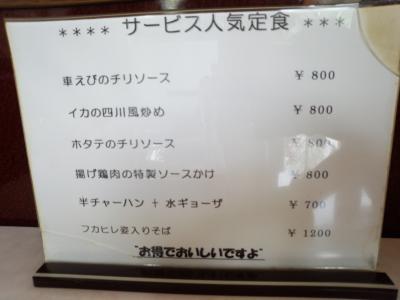 **** サービス人気定食 ***
車えびのチリソース ¥ 800
イカの四川風炒め ¥ 800
ホタテのチリソース ¥ 800
揚げ鶏肉の特製ソースかけ ¥ 800
半チャーハン + 水ギョーザ ¥ 700
フカヒレ姿入りそば ¥ 1200
"お得でおいしいですよ"